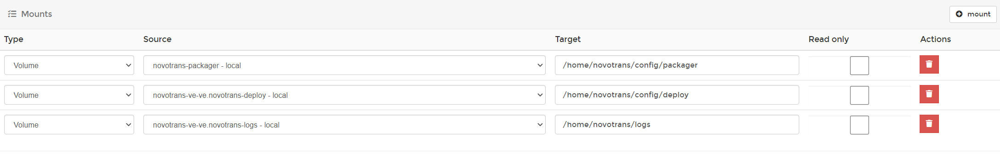 Mounts
mount
Type Source Target Read only Actions
Volume novotrans-packager - local /home/novotrans/config/packager
Volume novotrans-ve-ve.novotrans-deploy - local /home/novotrans/config/deploy
Volume novotrans-ve-ve.novotrans-logs - local /home/novotrans/logs